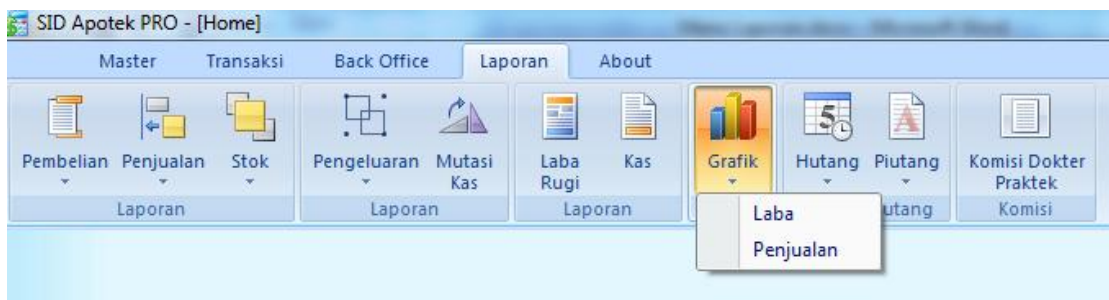 SID Apotek PRO - [Home]
Master Transaksi Back Office Laporan About
Pembelian Penjualan Stok Pengeluaran Mutasi Kas Laba Rugi Kas Grafik Hutang Piutang Komisi Dokter Praktek
Laporan Laporan Laporan utang Komisi
Laba
Penjualan